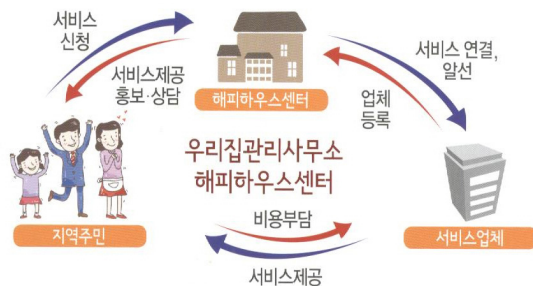 서비스
신청
서비스제공
홍보·상담
해피하우스센터
서비스 연결,
알선
업체
등록
우리집관리사무소
해피하우스센터
지역주민
비용부담
서비스업체
서비스제공